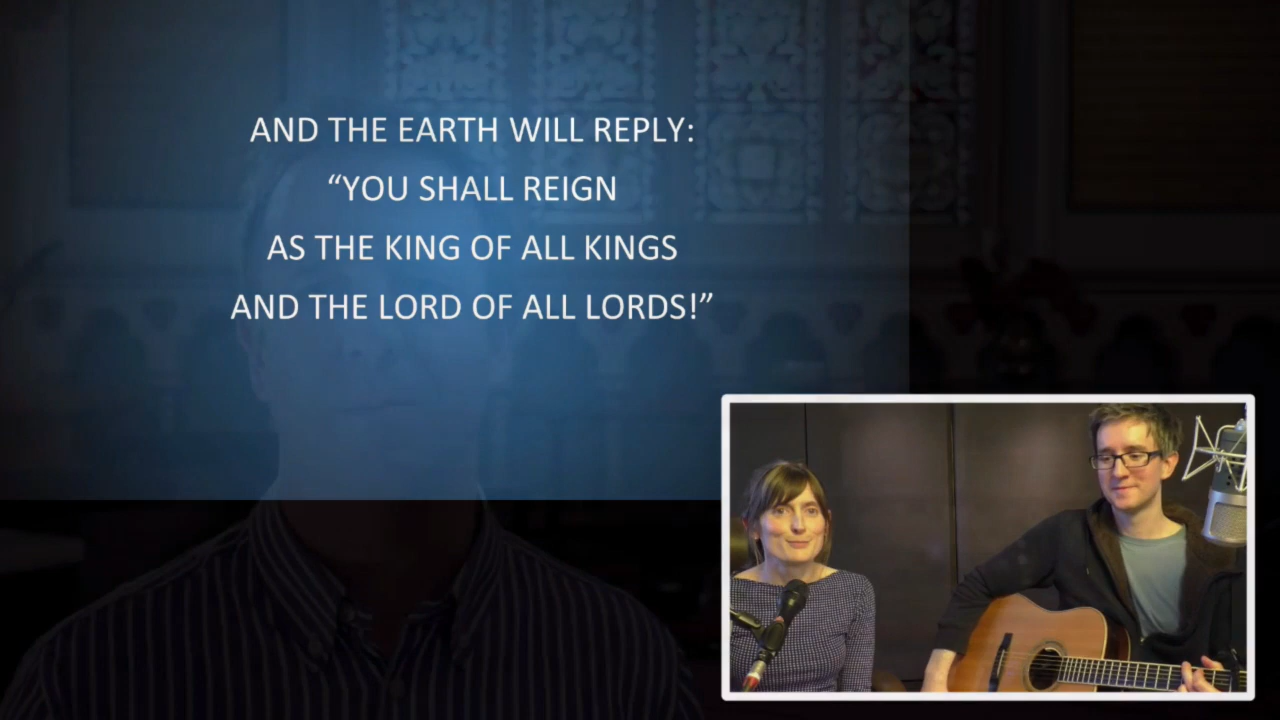 AND THE EARTH WILL REPLY:
“YOU SHALL REIGN
AS THE KING OF ALL KINGS
AND THE LORD OF ALL LORDS!”